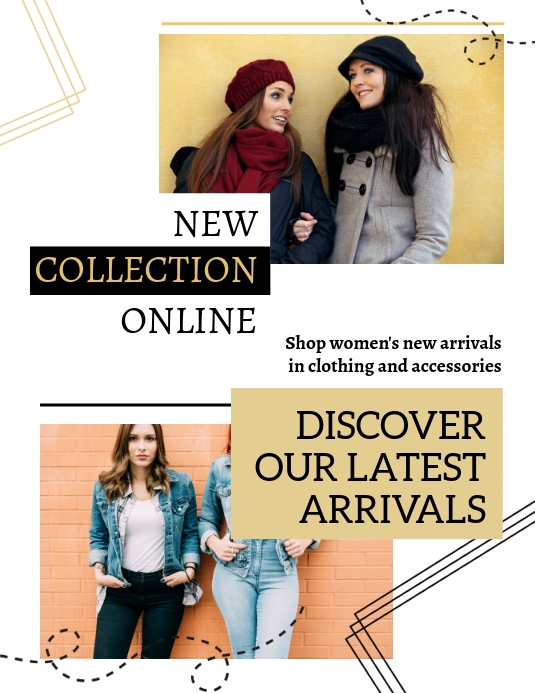 NEW
COLLECTION
ONLINE
Shop women's new arrivals
in clothing and accessories
DISCOVER
OUR LATEST
ARRIVALS